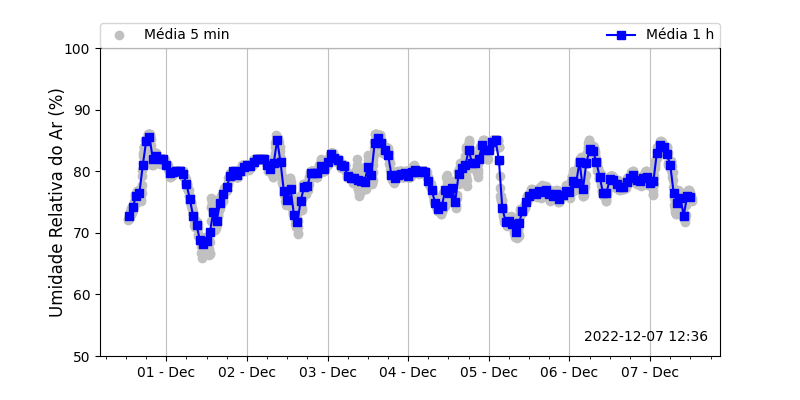 Média 5 min
Média 1 h
Umidade Relativa do Ar (%)
100
90
80
70
60
50
2022-12-07 12:36
01 - Dec
02 - Dec
03 - Dec
04 - Dec
05 - Dec
06 - Dec
07 - Dec